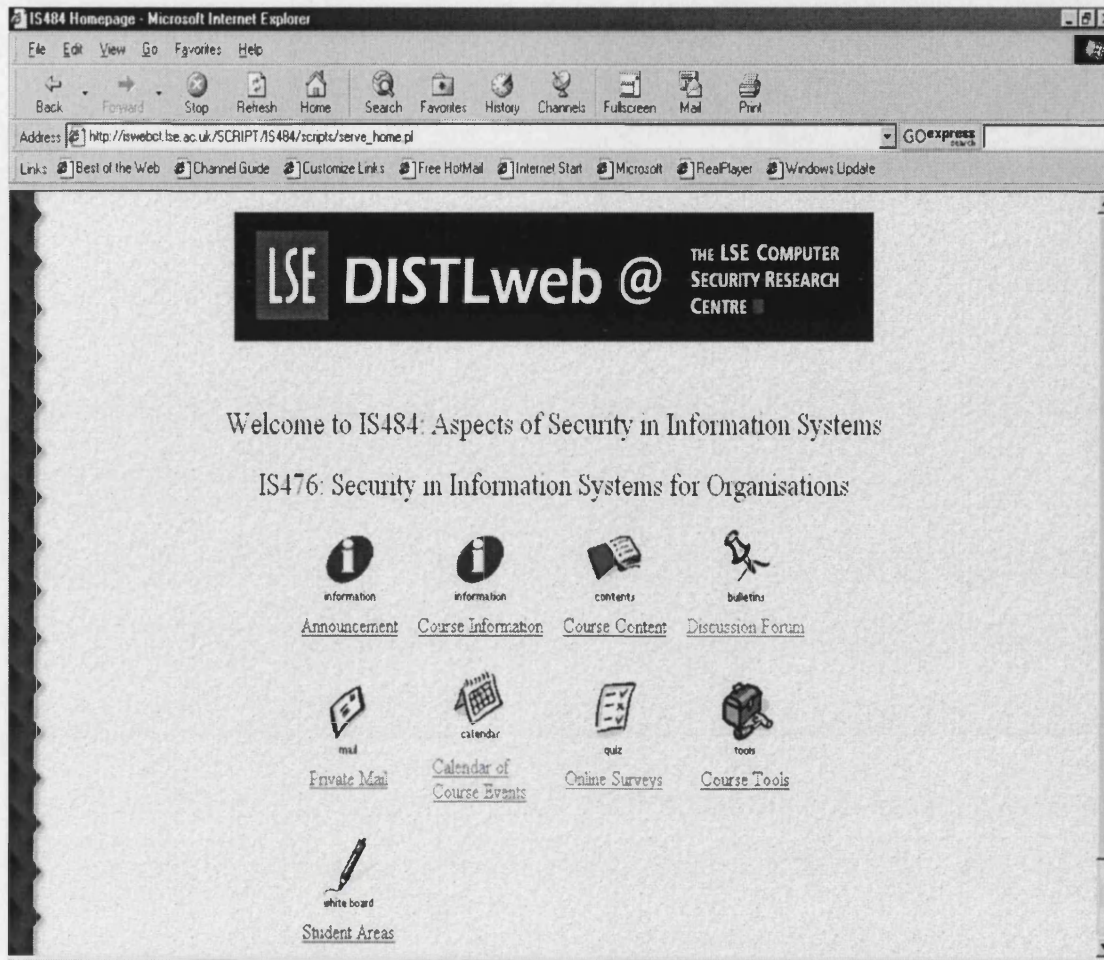 IS484 Homepage - Microsoft Internet Explorer
File Edit View Go Favorites Help
Back Forward Stop Refresh Home Search Favorites History Channels Fullscreen Mail Print
Address http://iswebct.lse.ac.uk/SCRIPT/IS484/scripts/serve_home.pl GO express search
Links Best of the Web Channel Guide Customize Links Free HotMail Internet Start Microsoft RealPlayer Windows Update
LSE DISTLweb @ THE LSE COMPUTER
SECURITY RESEARCH
CENTRE
Welcome to IS484: Aspects of Security in Information Systems
IS476: Security in Information Systems for Organisations
information information contents bulletins
Announcement Course Information Course Content Discussion Forum
mail calendar quiz tools
Private Mail Calendar of Course Events Online Surveys Course Tools
white board
Student Areas